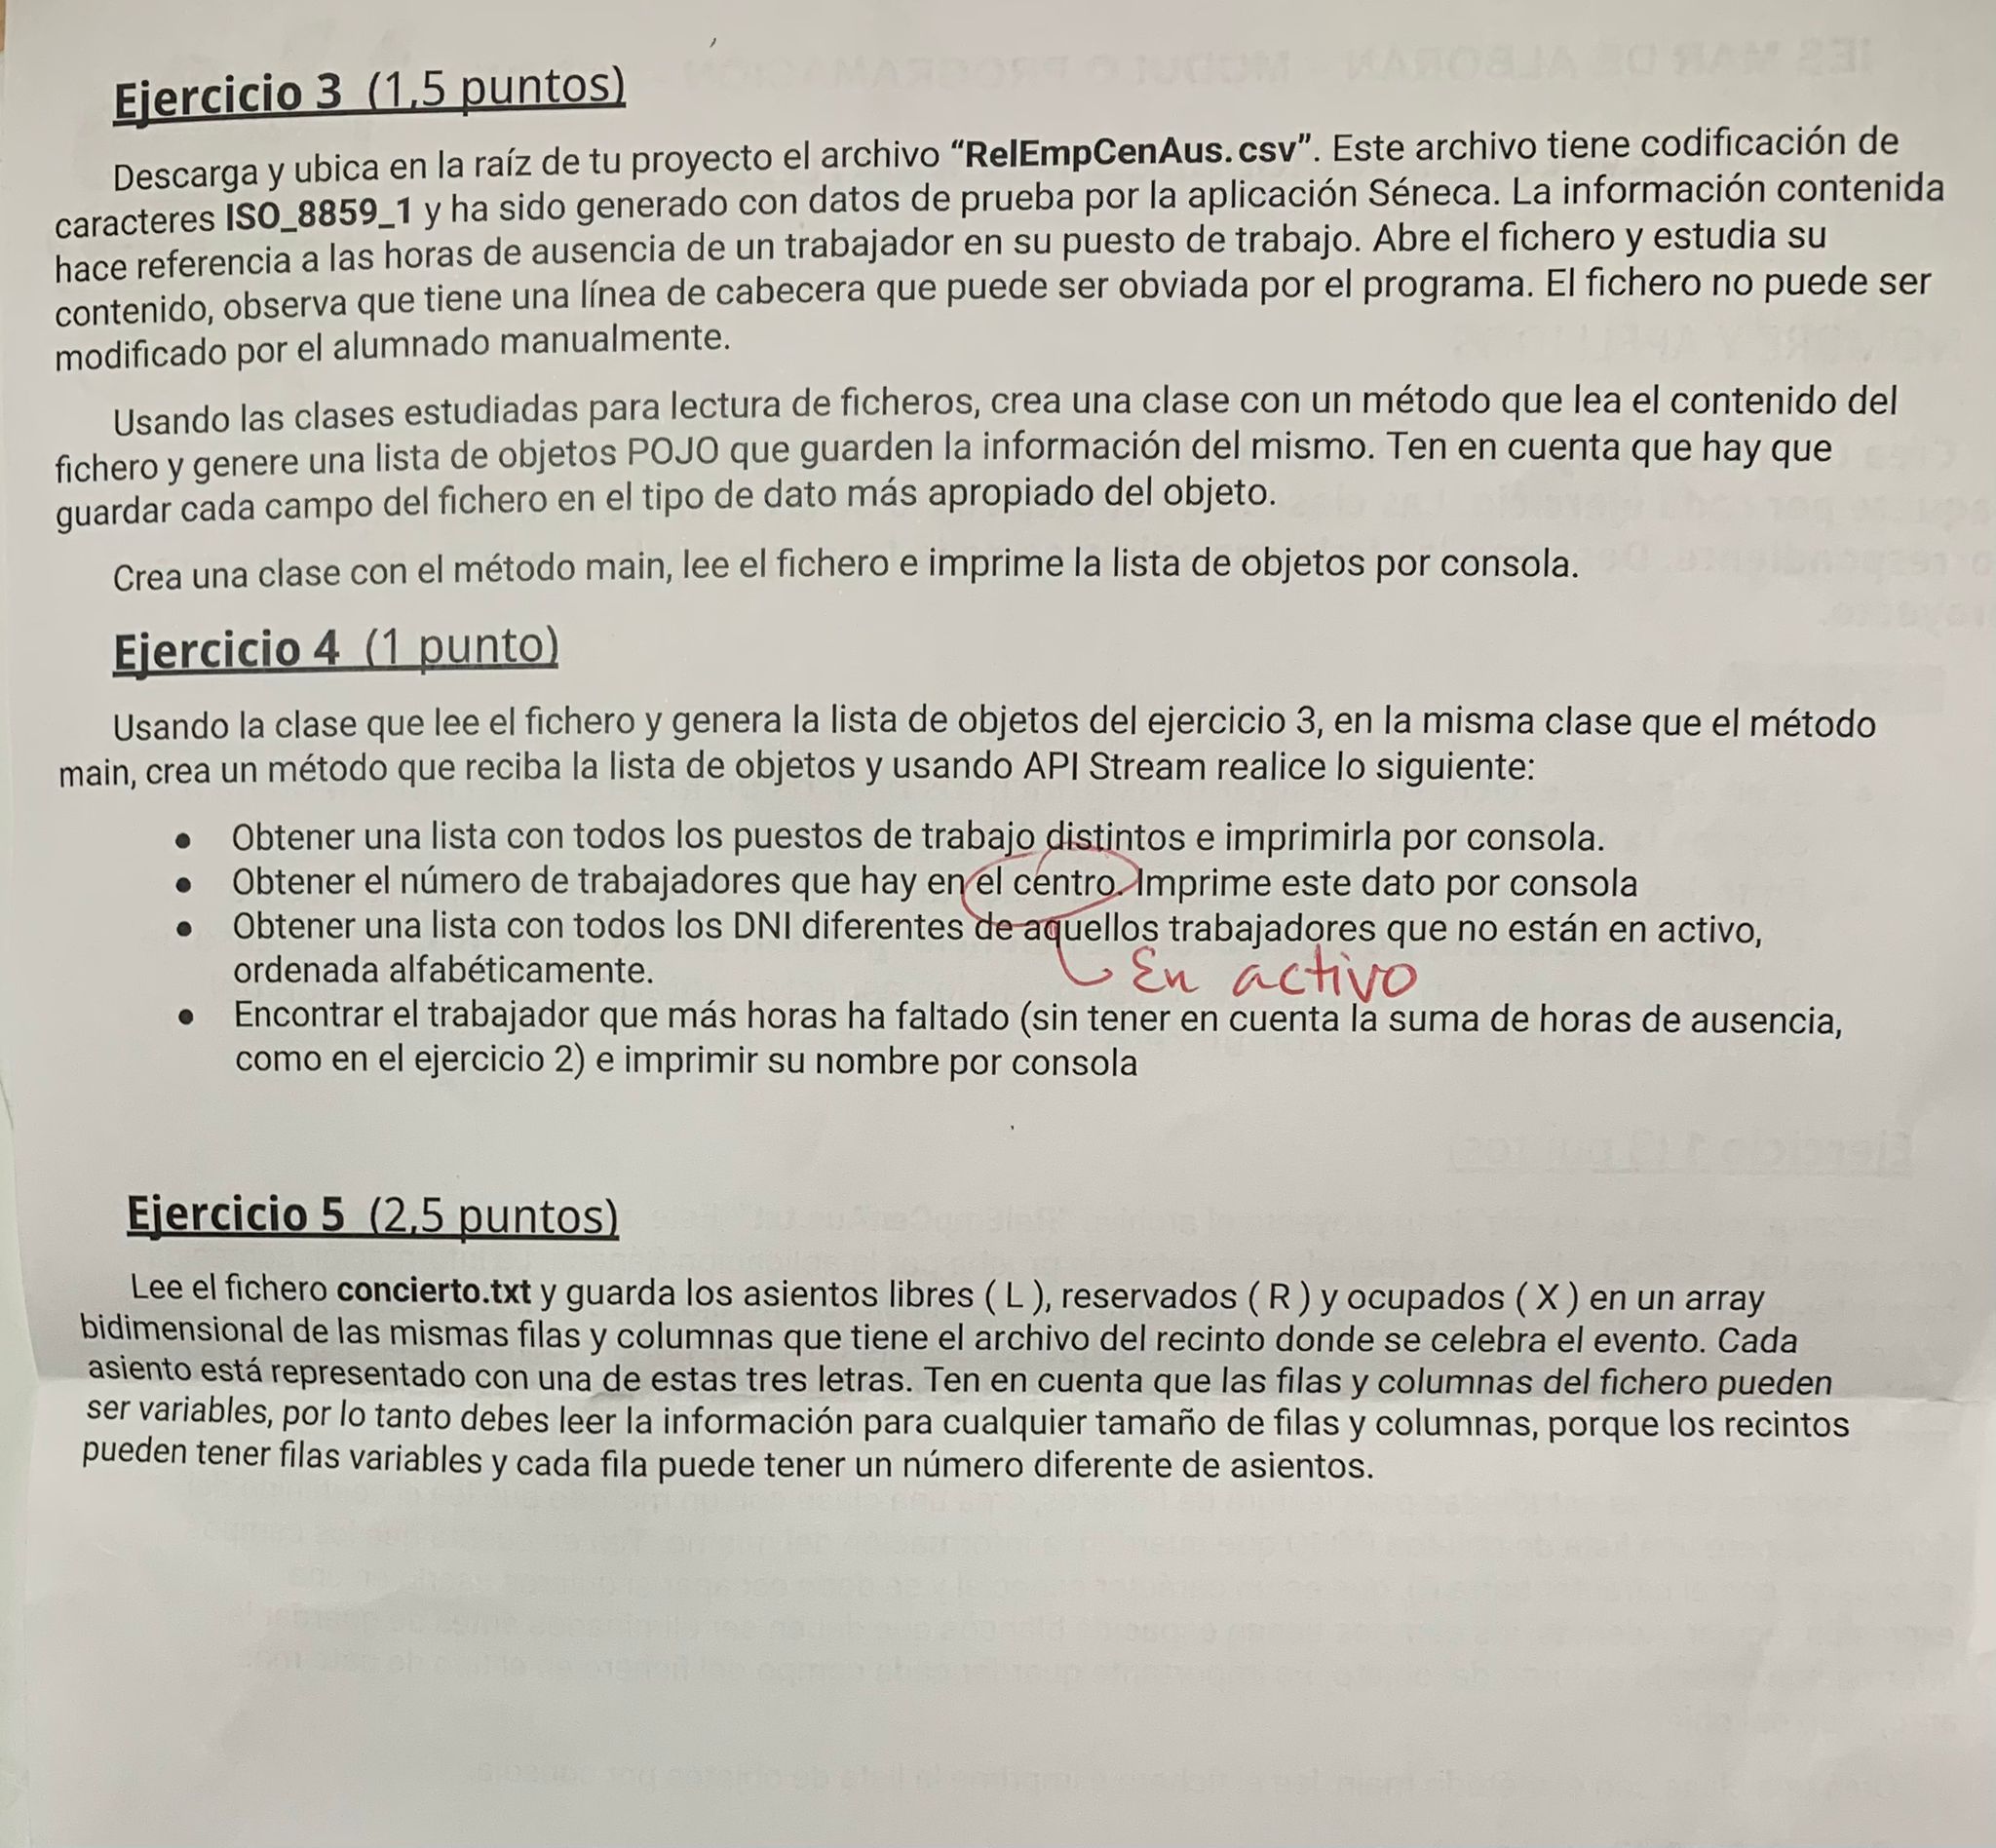 Ejercicio 3 (1,5 puntos)
Descarga y ubica en la raíz de tu proyecto el archivo “RelEmpCenAus.csv”. Este archivo tiene codificación de
caracteres ISO_8859_1 y ha sido generado con datos de prueba por la aplicación Séneca. La información contenida
hace referencia a las horas de ausencia de un trabajador en su puesto de trabajo. Abre el fichero y estudia su
contenido, observa que tiene una línea de cabecera que puede ser obviada por el programa. El fichero no puede ser
modificado por el alumnado manualmente.
Usando las clases estudiadas para lectura de ficheros, crea una clase con un método que lea el contenido del
fichero y genere una lista de objetos POJO que guarden la información del mismo. Ten en cuenta que hay que
guardar cada campo del fichero en el tipo de dato más apropiado del objeto.
Crea una clase con el método main, lee el fichero e imprime la lista de objetos por consola.
Ejercicio 4 (1 punto)
Usando la clase que lee el fichero y genera la lista de objetos del ejercicio 3, en la misma clase que el método
main, crea un método que reciba la lista de objetos y usando API Stream realice lo siguiente:
● Obtener una lista con todos los puestos de trabajo distintos e imprimirla por consola.
● Obtener el número de trabajadores que hay en el centro. Imprime este dato por consola
● Obtener una lista con todos los DNI diferentes de aquellos trabajadores que no están en activo,
ordenada alfabéticamente.
En activo
● Encontrar el trabajador que más horas ha faltado (sin tener en cuenta la suma de horas de ausencia,
como en el ejercicio 2) e imprimir su nombre por consola
Ejercicio 5 (2,5 puntos)
Lee el fichero concierto.txt y guarda los asientos libres ( L ), reservados ( R ) y ocupados ( X ) en un array
bidimensional de las mismas filas y columnas que tiene el archivo del recinto donde se celebra el evento. Cada
asiento está representado con una de estas tres letras. Ten en cuenta que las filas y columnas del fichero pueden
ser variables, por lo tanto debes leer la información para cualquier tamaño de filas y columnas, porque los recintos
pueden tener filas variables y cada fila puede tener un número diferente de asientos.